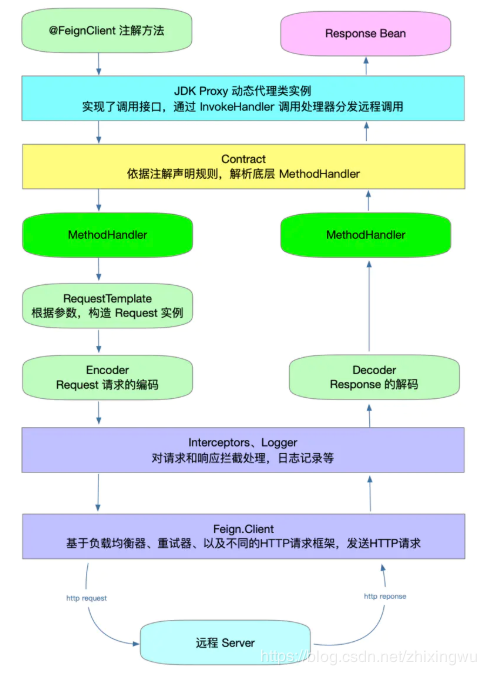 @FeignClient 注解方法
Response Bean
JDK Proxy 动态代理类实例
实现了调用接口，通过 InvokeHandler 调用处理器分发远程调用
Contract
依据注解声明规则，解析底层 MethodHandler
MethodHandler
MethodHandler
RequestTemplate
根据参数，构造 Request 实例
Encoder
Request 请求的编码
Decoder
Response 的解码
Interceptors、Logger
对请求和响应拦截处理，日志记录等
Feign.Client
基于负载均衡器、重试器、以及不同的HTTP请求框架，发送HTTP请求
http request
http reponse
远程 Server
https://blog.csdn.net/zhixingwu